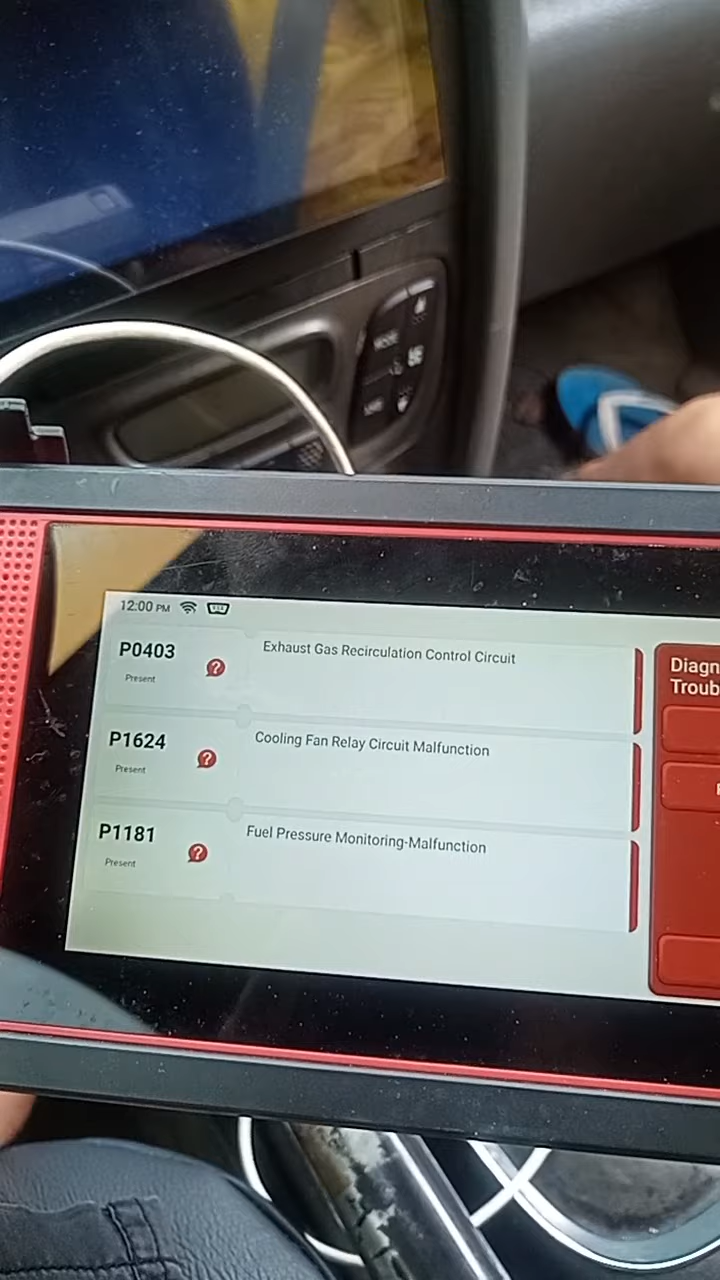 12:00 PM
P0403
Present
Exhaust Gas Recirculation Control Circuit
P1624
Present
Cooling Fan Relay Circuit Malfunction
P1181
Present
Fuel Pressure Monitoring-Malfunction
Diagn
Troub